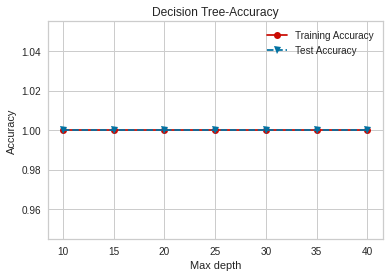 Decision Tree-Accuracy
Training Accuracy
Test Accuracy
1.04
1.02
1.00
0.98
0.96
Accuracy
10 15 20 25 30 35 40
Max depth